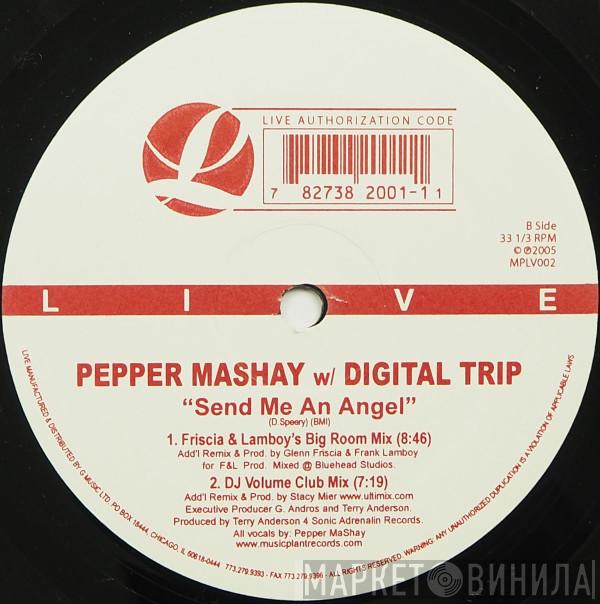 LIVE AUTHORIZATION CODE
7 82738 2001-1 1
B Side
33 1/3 RPM
© ℗2005
MPLV002
L I V E
PEPPER MASHAY w/ DIGITAL TRIP
“Send Me An Angel”
(D Speery) (BMI)
1. Friscia & Lamboy's Big Room Mix (8:46)
Add'l Remix & Prod. by Glenn Friscia & Frank Lamboy
for F&L Prod. Mixed @ Bluehead Studios.
2. DJ Volume Club Mix (7:19)
Add'l Remix & Prod. by Stacy Mier www.ultimix.com
Executive Producer G. Andros and Terry Anderson.
Produced by Terry Anderson 4 Sonic Adrenalin Records.
All vocals by: Pepper MaShay
www.musicplantrecords.com
LIVE MANUFACTURED & DISTRIBUTED BY G MUSIC LTD. PO BOX 18444, CHICAGO, IL 60618-0444 773.279.9393 - FAX 773.279.9396 - ALL RIGHTS RESERVED. WARNING: ANY UNAUTHORIZED DUPLICATION IS A VIOLATION OF APPLICABLE LAWS
МАРКЕТ ВИНИЛА!